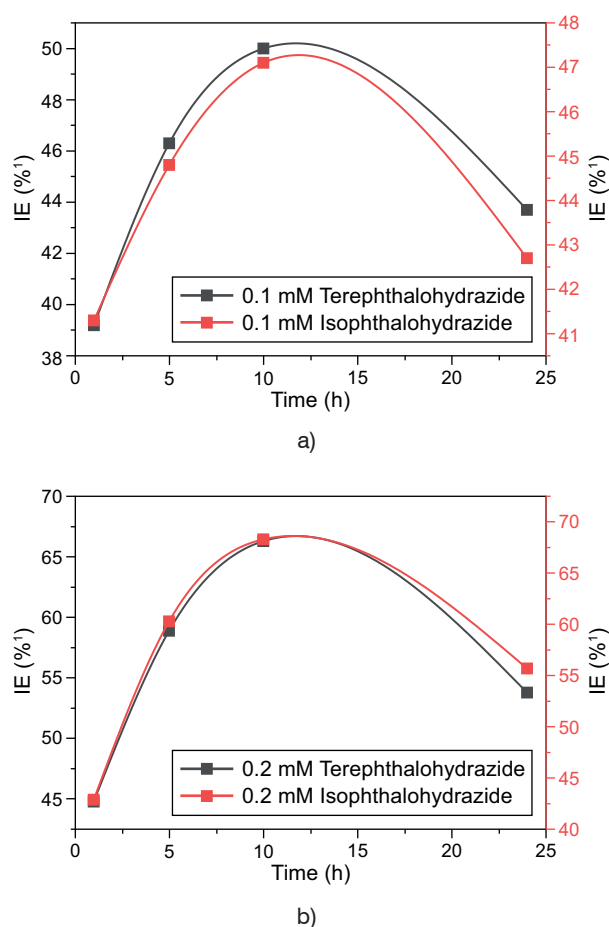 50
48
46
44
42
40
38
IE (%¹)
48
47
46
45
44
43
42
41
IE (%¹)
0.1 mM Terephthalohydrazide
0.1 mM Isophthalohydrazide
0 5 10 15 20 25
Time (h)
a)
70
65
60
55
50
45
IE (%¹)
70
65
60
55
50
45
40
IE (%¹)
0.2 mM Terephthalohydrazide
0.2 mM Isophthalohydrazide
0 5 10 15 20 25
Time (h)
b)